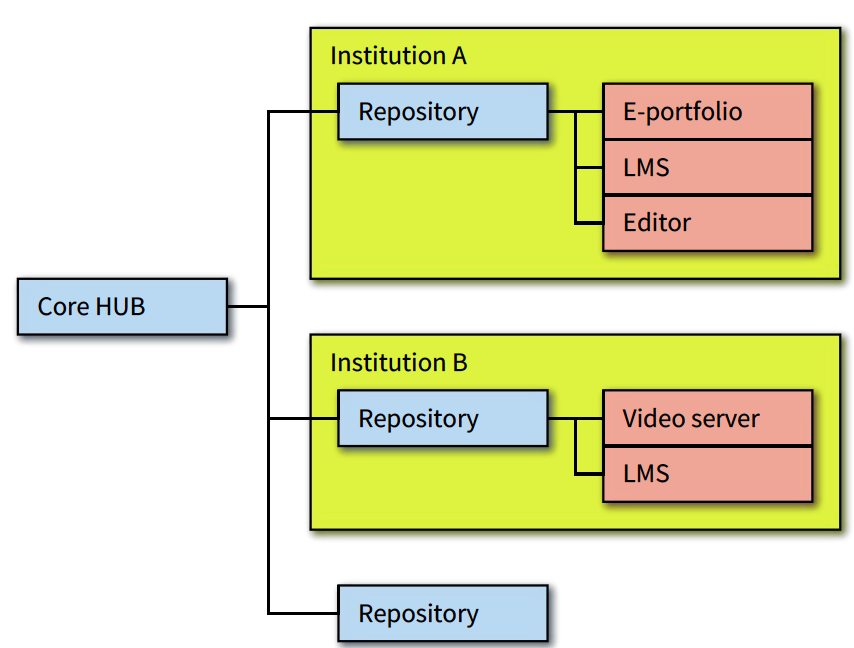 Institution A
Repository
E-portfolio
LMS
Editor
Core HUB
Institution B
Repository
Video server
LMS
Repository